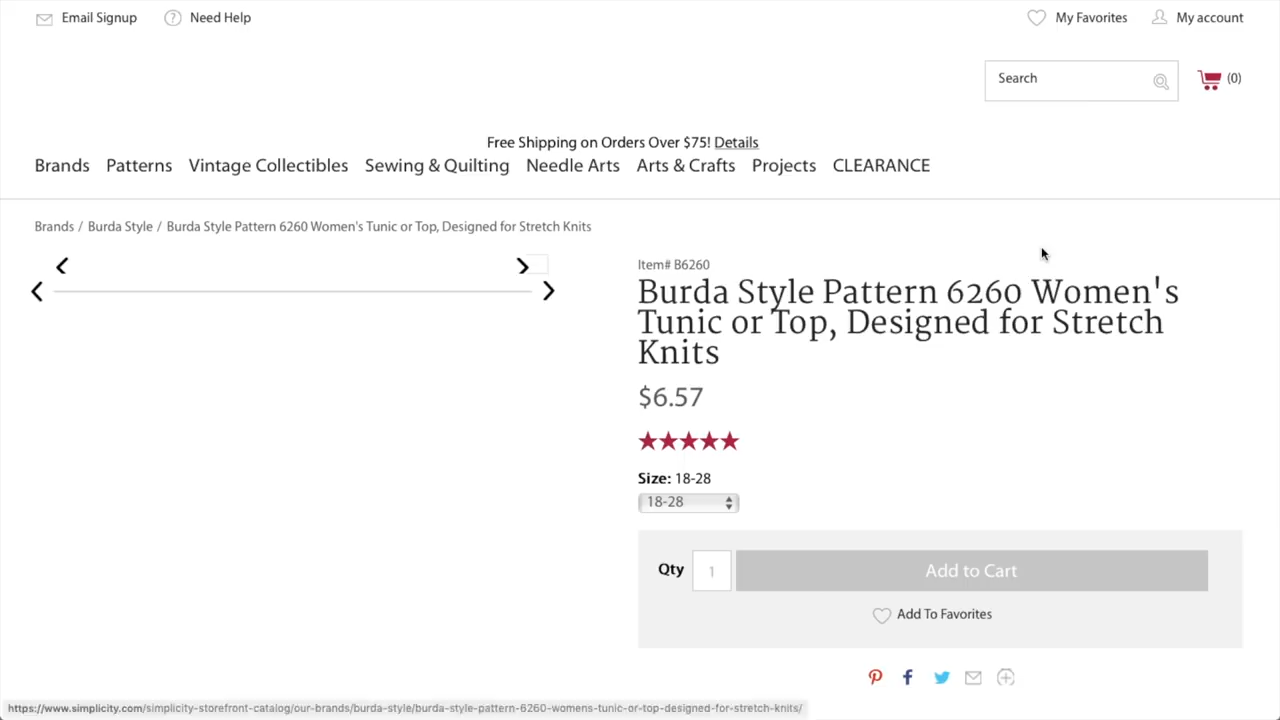 Email Signup
Need Help
My Favorites
My account
Search
(0)
Free Shipping on Orders Over $75! Details
Brands Patterns Vintage Collectibles Sewing & Quilting Needle Arts Arts & Crafts Projects CLEARANCE
Brands / Burda Style / Burda Style Pattern 6260 Women's Tunic or Top, Designed for Stretch Knits
Item# B6260
Burda Style Pattern 6260 Women's
Tunic or Top, Designed for Stretch
Knits
$6.57
Size: 18-28
18-28
Qty 1 Add to Cart
Add To Favorites
https://www.simplicity.com/simplicity-storefront-catalog/our-brands/burda-style/burda-style-pattern-6260-womens-tunic-or-top-designed-for-stretch-knits/